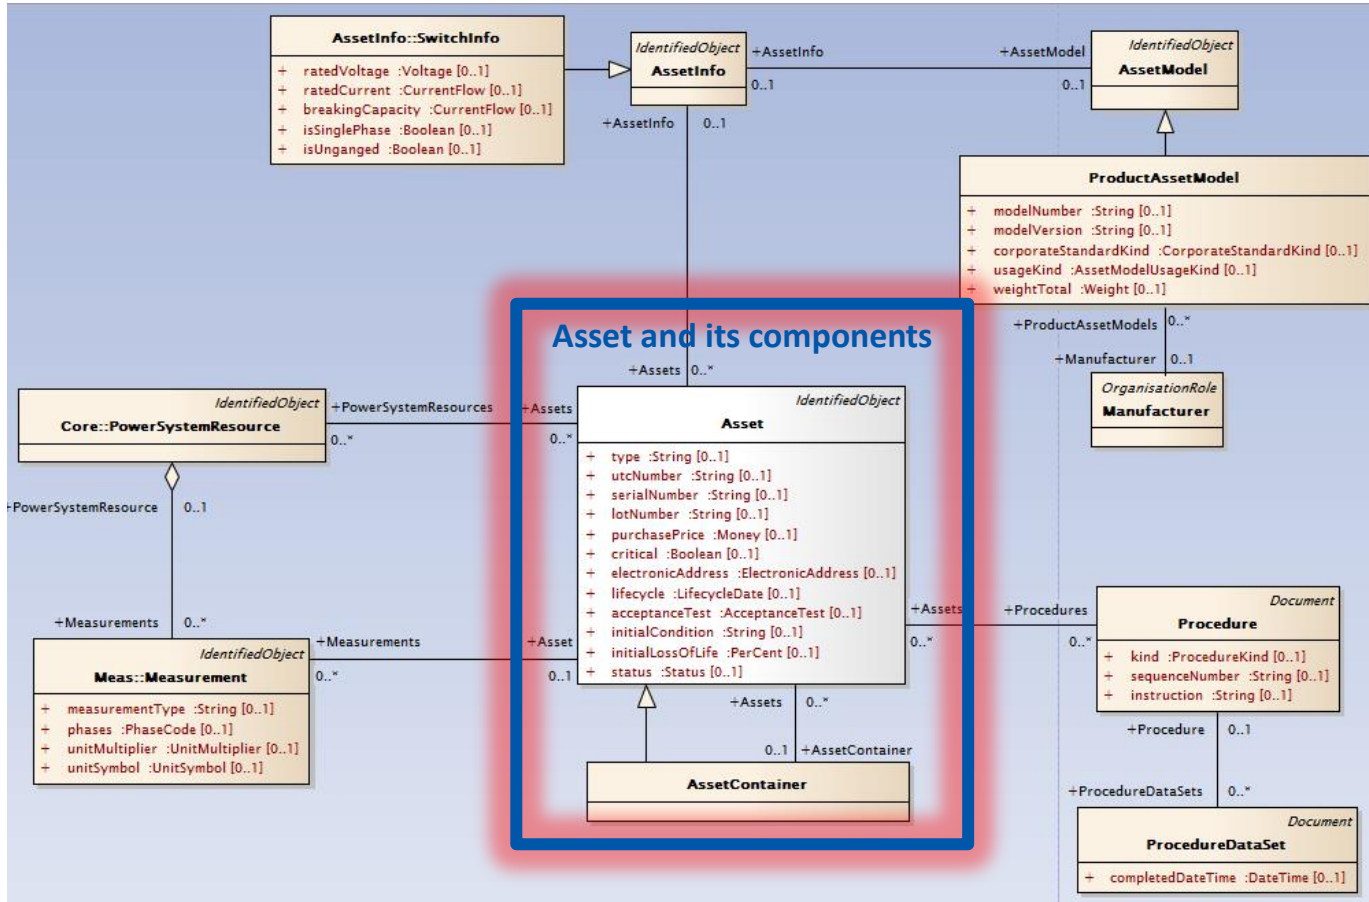 AssetInfo::SwitchInfo
+ ratedVoltage :Voltage [0..1]
+ ratedCurrent :CurrentFlow [0..1]
+ breakingCapacity :CurrentFlow [0..1]
+ isSinglePhase :Boolean [0..1]
+ isUnganged :Boolean [0..1]
IdentifiedObject
AssetInfo
+AssetInfo
0..1
+AssetModel
0..1
IdentifiedObject
AssetModel
+AssetInfo 0..1
ProductAssetModel
+ modelNumber :String [0..1]
+ modelVersion :String [0..1]
+ corporateStandardKind :CorporateStandardKind [0..1]
+ usageKind :AssetModelUsageKind [0..1]
+ weightTotal :Weight [0..1]
+ProductAssetModels 0..*
+Manufacturer 0..1
OrganisationRole
Manufacturer
Asset and its components
+Assets 0..*
IdentifiedObject
Core::PowerSystemResource
+PowerSystemResources
0..*
+Assets
0..*
IdentifiedObject
Asset
+ type :String [0..1]
+ utcNumber :String [0..1]
+ serialNumber :String [0..1]
+ lotNumber :String [0..1]
+ purchasePrice :Money [0..1]
+ critical :Boolean [0..1]
+ electronicAddress :ElectronicAddress [0..1]
+ lifecycle :LifecycleDate [0..1]
+ acceptanceTest :AcceptanceTest [0..1]
+ initialCondition :String [0..1]
+ initialLossOfLife :PerCent [0..1]
+ status :Status [0..1]
+PowerSystemResource 0..1
+Measurements 0..*
IdentifiedObject
Meas::Measurement
+ measurementType :String [0..1]
+ phases :PhaseCode [0..1]
+ unitMultiplier :UnitMultiplier [0..1]
+ unitSymbol :UnitSymbol [0..1]
+Measurements
0..*
+Asset
0..1
+Assets
0..*
+Procedures
0..*
Document
Procedure
+ kind :ProcedureKind [0..1]
+ sequenceNumber :String [0..1]
+ instruction :String [0..1]
+Assets 0..*
0..1 +AssetContainer
AssetContainer
+Procedure 0..1
+ProcedureDataSets 0..*
Document
ProcedureDataSet
+ completedDateTime :DateTime [0..1]